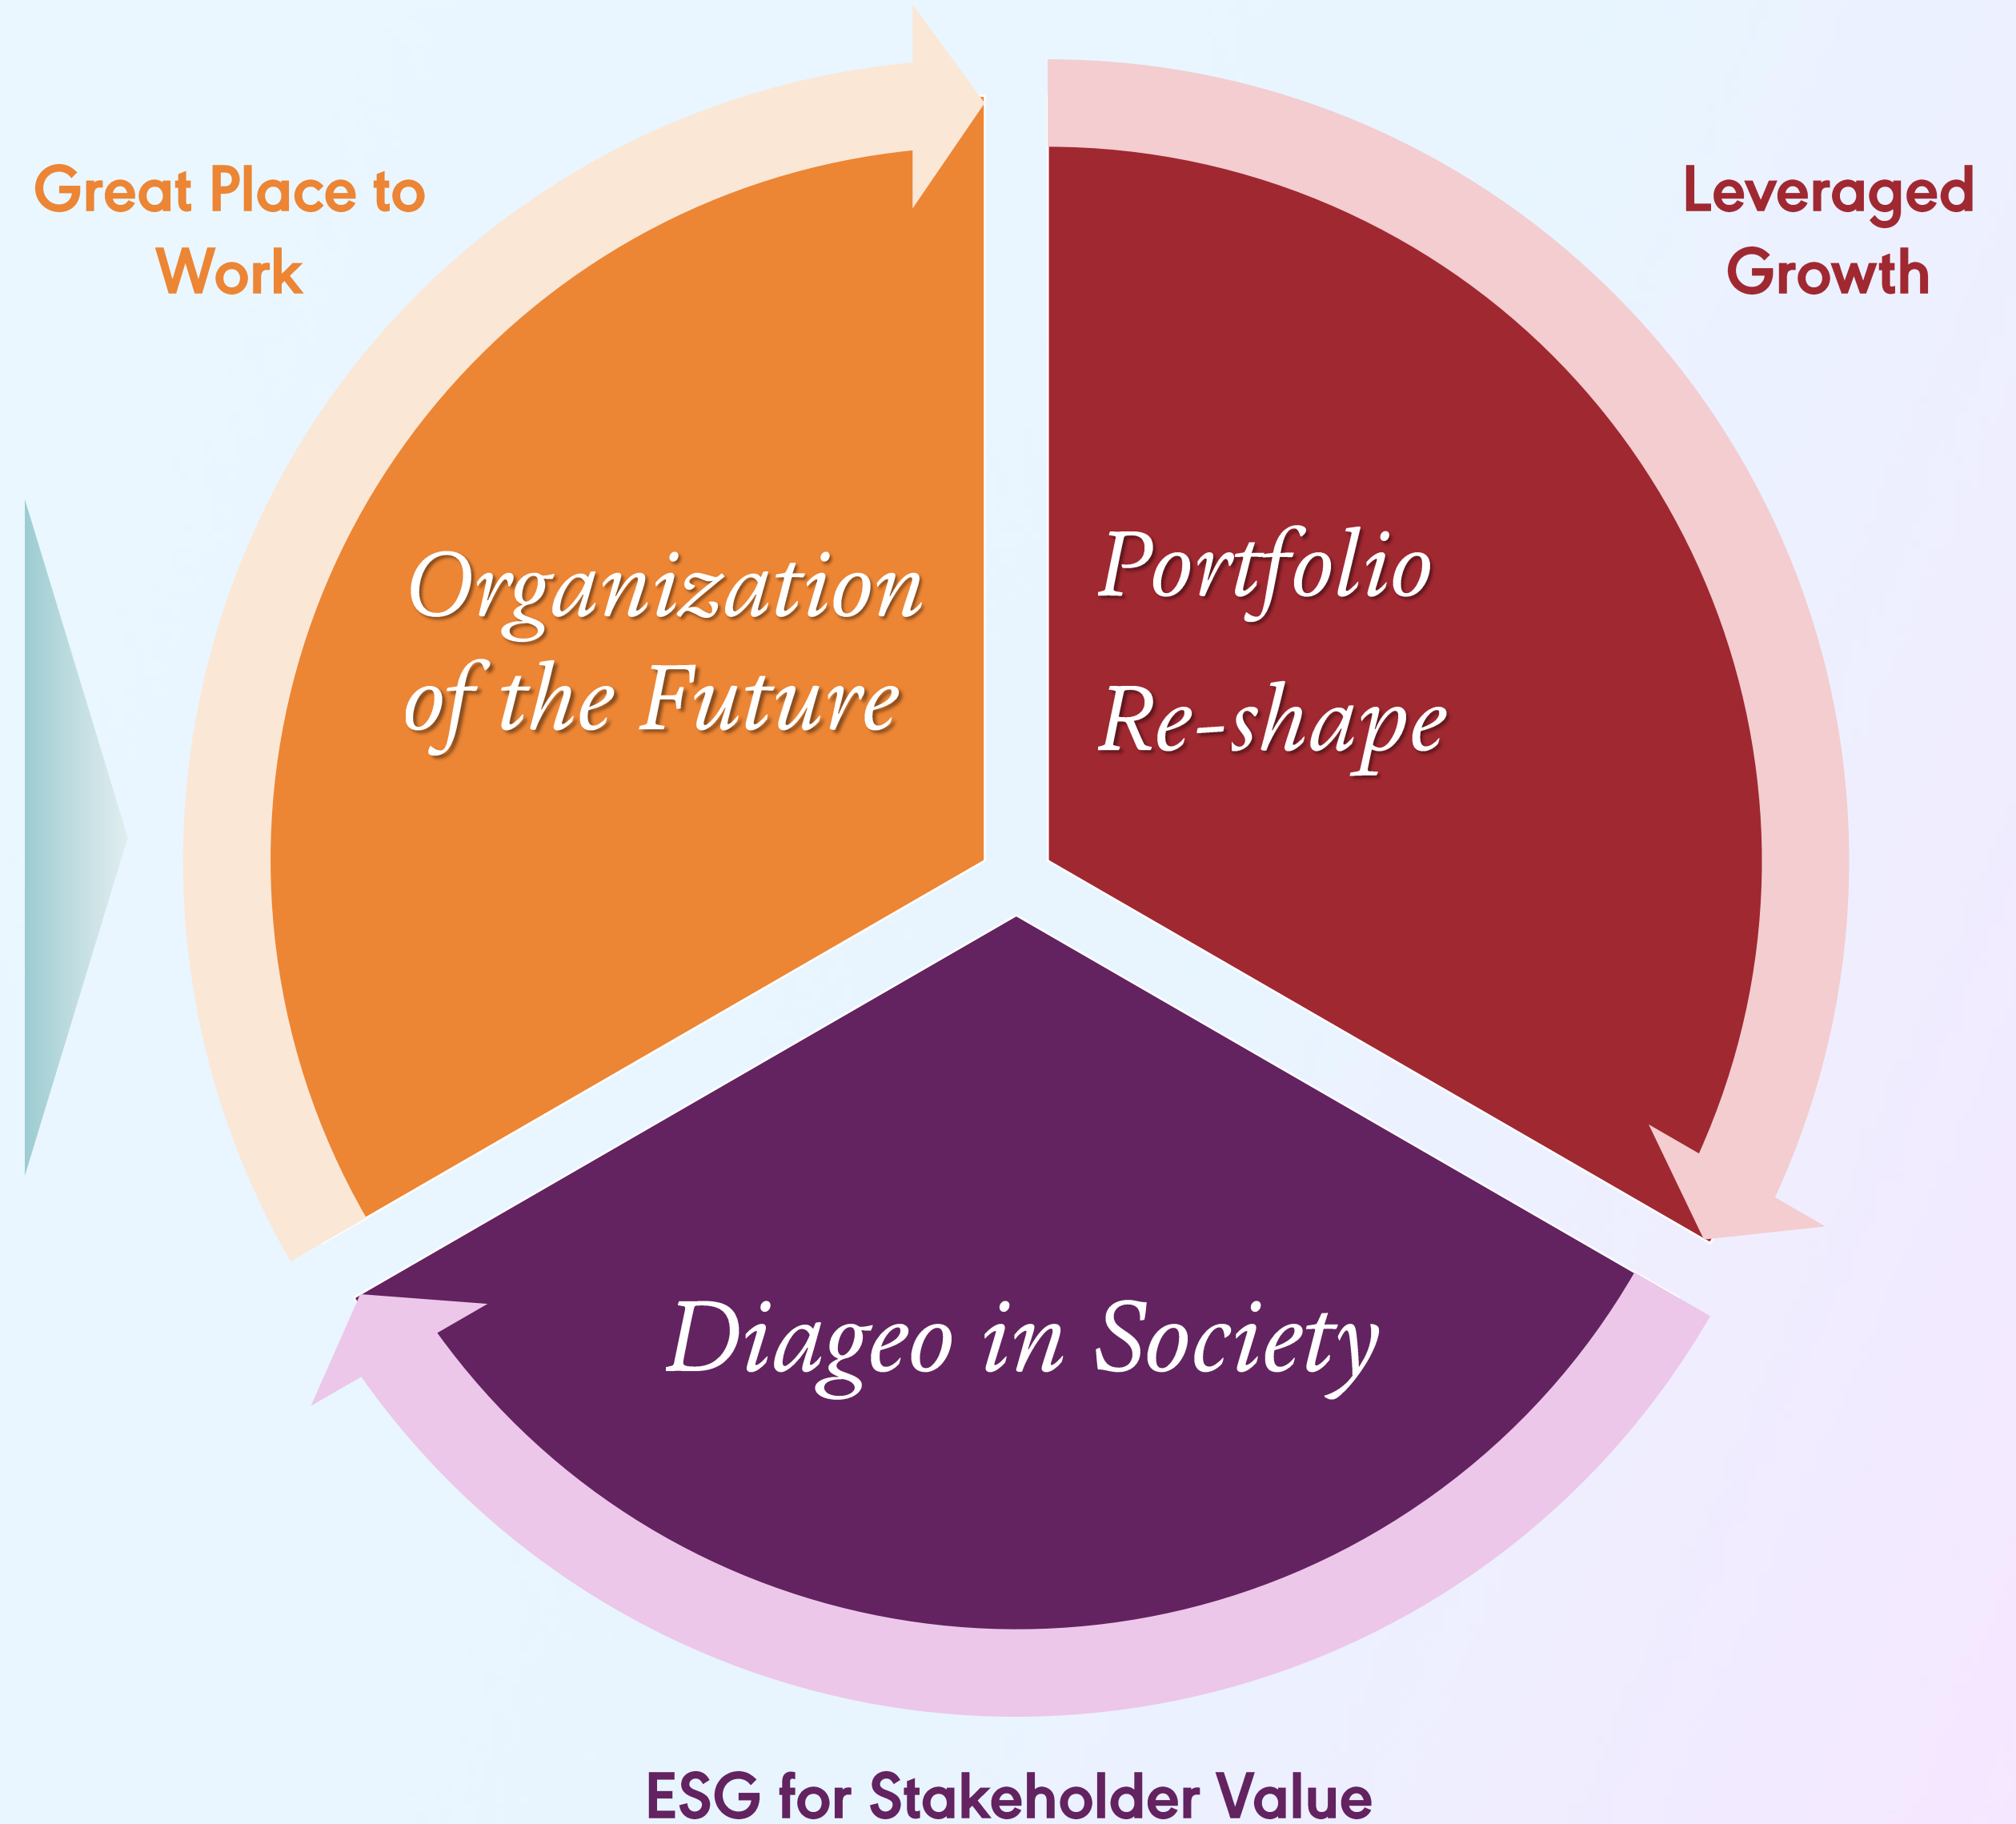 Great Place to
Work
Leveraged
Growth
Organization
of the Future
Portfolio
Re-shape
Diageo in Society
ESG for Stakeholder Value